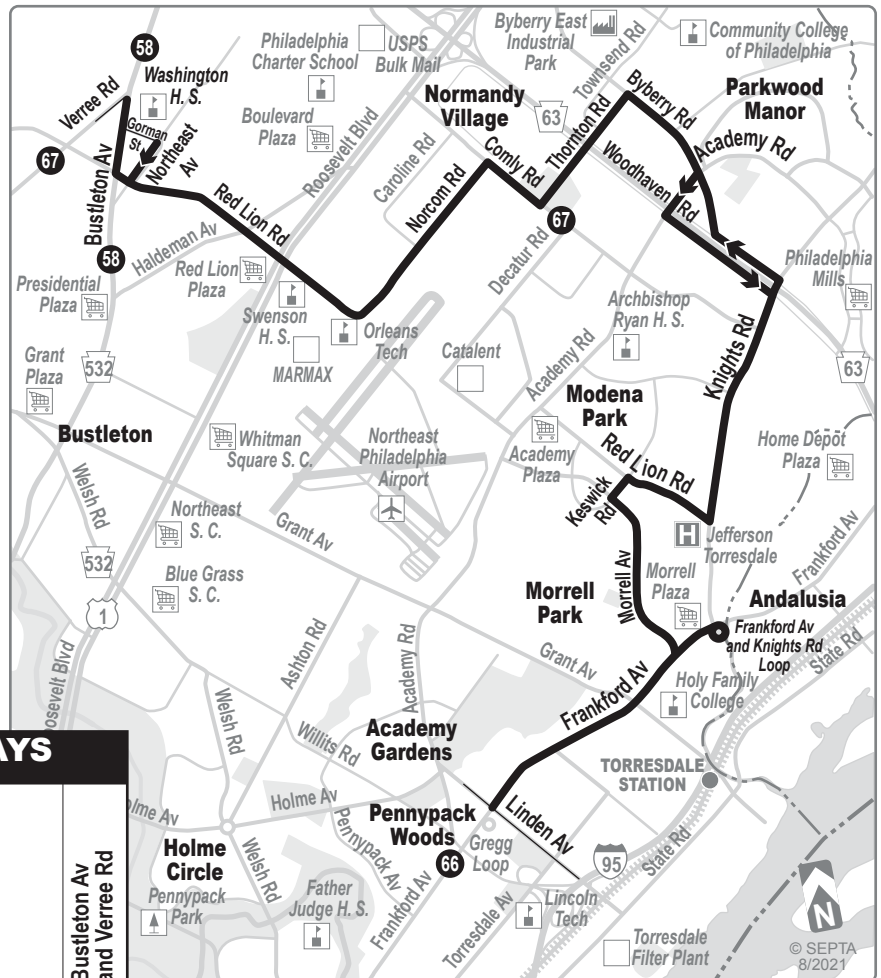 58
Verree Rd
Washington
H. S.
Gorman
St
Northeast
Av
67
Bustleton Av
58
Haldeman Av
Red Lion Rd
Philadelphia
Charter School
USPS
Bulk Mail
Boulevard
Plaza
Roosevelt Blvd
Caroline Rd
Normandy
Village
Byberry East
Industrial
Park
Townsend Rd
Community College
of Philadelphia
63
Comly Rd
Thornton Rd
Byberry Rd
Parkwood
Manor
Academy Rd
Woodhaven Rd
Norcom Rd
67
Decatur Rd
Philadelphia
Mills
63
Presidential
Plaza
Red Lion
Plaza
Swenson
H. S.
MARMAX
Orleans
Tech
Archbishop
Ryan H. S.
Catalent
Academy Rd
Knights Rd
Grant
Plaza
532
Bustleton
Whitman
Square S. C.
Northeast
Philadelphia
Airport
Modena
Park
Academy
Plaza
Red Lion Rd
Home Depot
Plaza
Keswick
Rd
Welsh Rd
Northeast
S. C.
Grant Av
H
Jefferson
Torresdale
Frankford Av
532
Blue Grass
S. C.
1
Morrell
Park
Morrell Av
Morrell
Plaza
Andalusia
Frankford Av
and Knights Rd
Loop
State Rd
Ashton Rd
Academy Rd
Grant Av
Holy Family
College
Frankford Av
oosevelt Blvd
Welsh Rd
Willits Rd
Academy
Gardens
TORRESDALE
STATION
AYS
olme Av
Holme Av
Pennypack
Woods
66
Gregg
Loop
Linden Av
95
State Rd
Holme
Circle
Welsh Rd
Pennypack Av
Pennypack
Park
Father
Judge H. S.
Frankford Av
Torresdale Av
Lincoln
Tech
Torresdale
Filter Plant
N
Bustleton Av
and Verree Rd
© SEPTA
8/2021